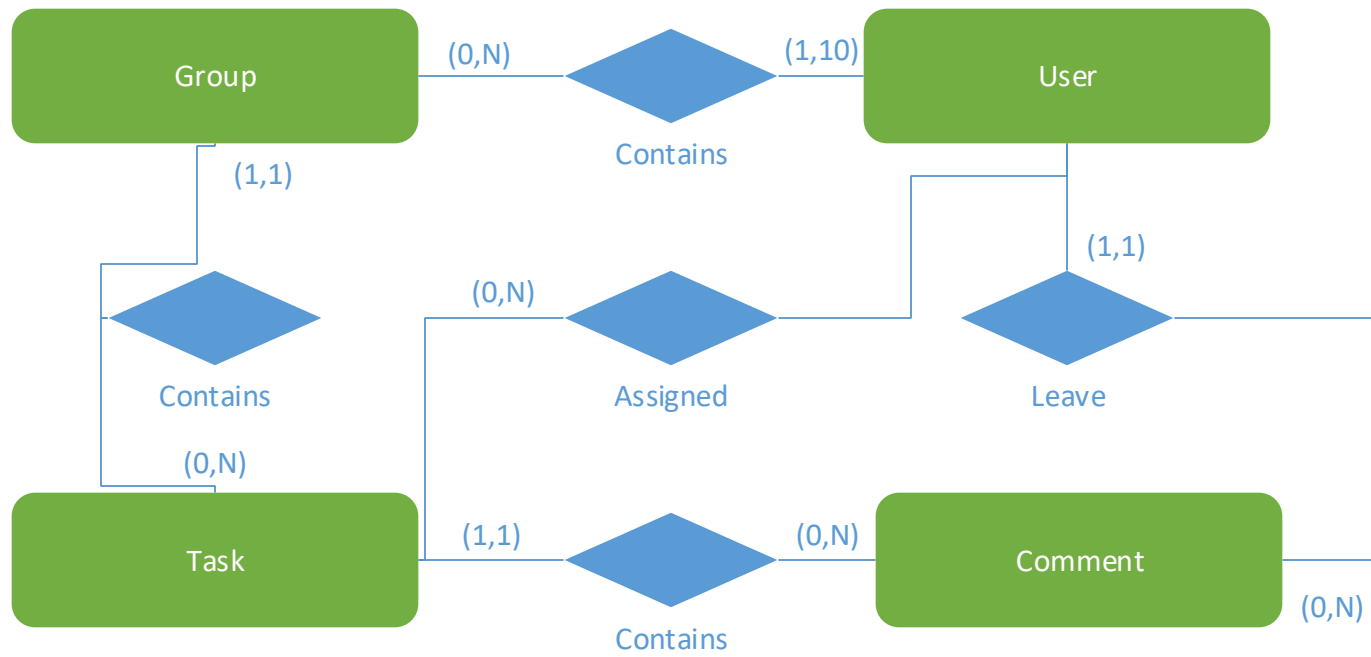 Group
(0,N)
(1,10)
User
Contains
(1,1)
(1,1)
(0,N)
Contains
Assigned
Leave
(0,N)
Task
(1,1)
(0,N)
Comment
(0,N)
Contains